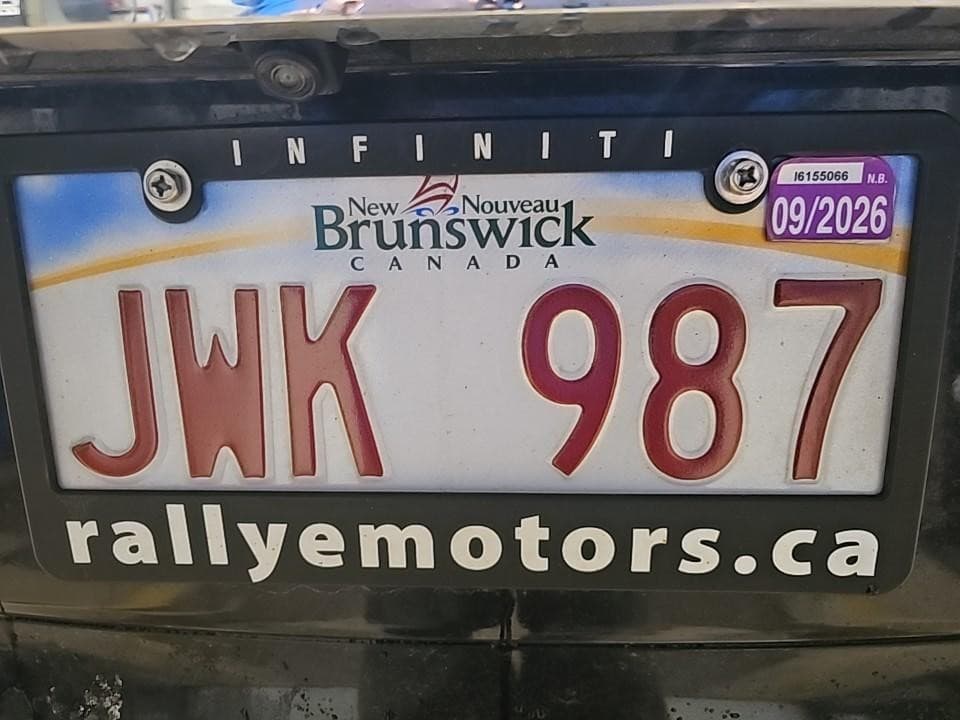 INFINITI
I6155066 N.B.
09/2026
New Nouveau
Brunswick
CANADA
JWK 987
rallyemotors.ca